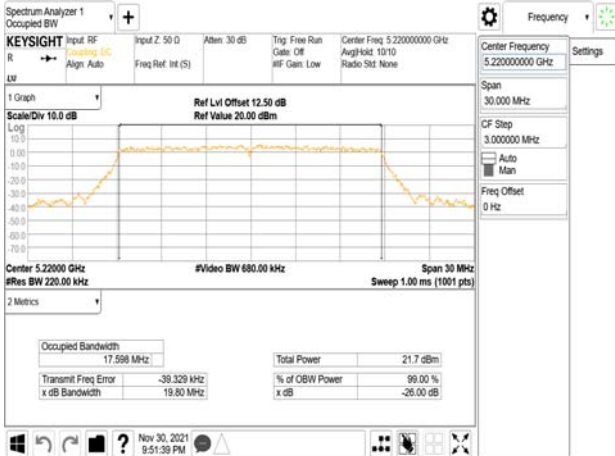 Spectrum Analyzer 1
Occupied BW
+
Frequency
KEYSIGHT
R
LXI
Input: RF
Coupling: DC
Align: Auto
Input Z: 50 Ω
Freq Ref: Int (S)
Atten: 30 dB
Trig: Free Run
Gate: Off
#IF Gain: Low
Center Freq: 5.220000000 GHz
Avg|Hold: 10/10
Radio Std: None
Center Frequency
5.220000000 GHz
Settings
Span
30.000 MHz
CF Step
3.000000 MHz
Auto
Man
Freq Offset
0 Hz
1 Graph
Scale/Div 10.0 dB
Ref Lvl Offset 12.50 dB
Ref Value 20.00 dBm
Log
10.0
0.00
-10.0
-20.0
-30.0
-40.0
-50.0
-60.0
-70.0
Center 5.22000 GHz
#Res BW 220.00 kHz
#Video BW 680.00 kHz
Span 30 MHz
Sweep 1.00 ms (1001 pts)
2 Metrics
Occupied Bandwidth
17.598 MHz
Total Power 21.7 dBm
Transmit Freq Error -39.329 kHz
% of OBW Power 99.00 %
x dB Bandwidth 19.80 MHz
x dB -26.00 dB
?
Nov 30, 2021
9:51:39 PM